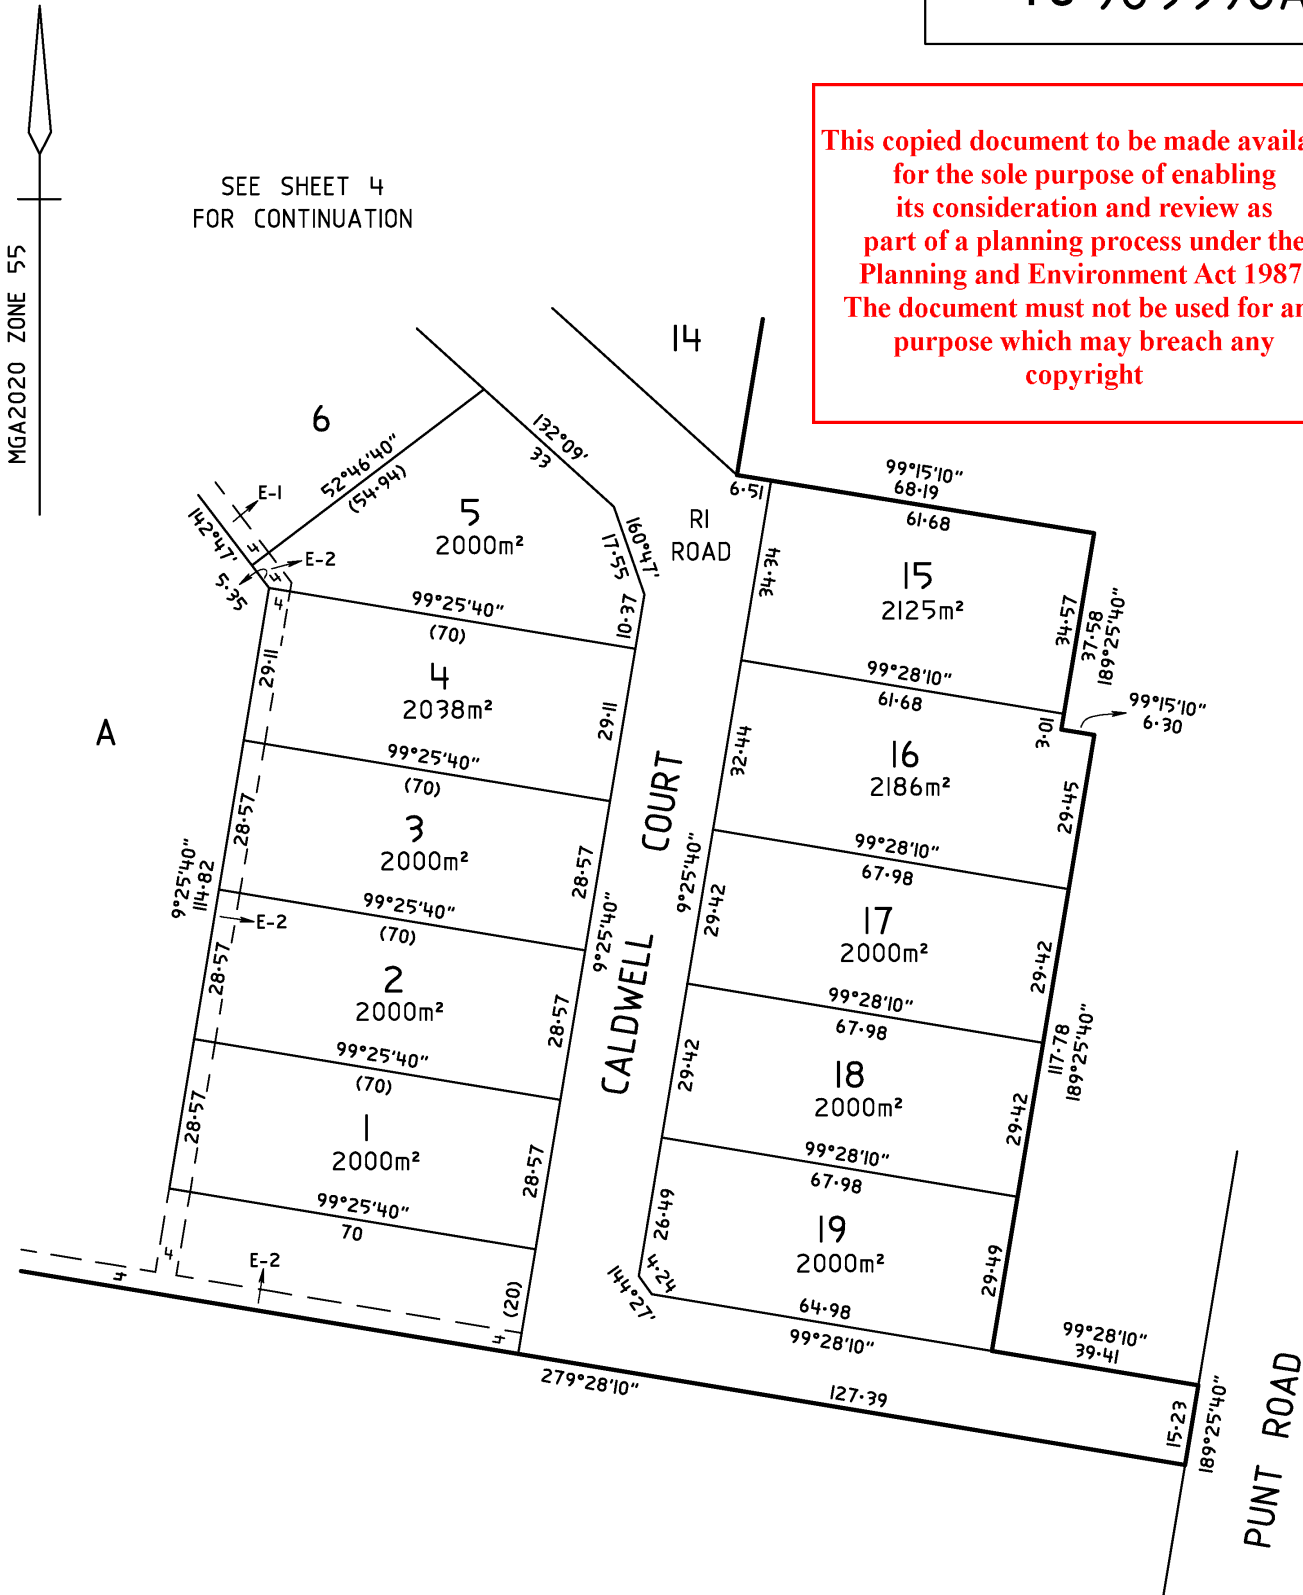 This copied document to be made
for the sole purpose of enabling
its consideration and review as
part of a planning process under the
Planning and Environment Act 1987
The document must not be used for
purpose which may breach any
copyright
SEE SHEET 4
FOR CONTINUATION
MGA2020 ZONE 55
14
6
132°09'
33
52°46'40"
(54·94)
E-1
142°47'
4
E-2
4
5·35
4
5
2000m²
160°47'
17·55
10·37
6·51
R1
ROAD
99°15'10"
68·19
61·68
34·34
15
2125m²
34·57
37·58
189°25'40"
99°25'40"
(70)
29·11
4
2038m²
29·11
99°28'10"
61·68
3·01
99°15'10"
6·30
A
99°25'40"
(70)
32·44
16
2186m²
29·45
28·57
3
2000m²
28·57
9°25'40"
114·82
99°28'10"
67·98
99°25'40"
(70)
E-2
9°25'40"
9°25'40"
29·42
17
2000m²
29·42
28·57
2
2000m²
28·57
99°28'10"
67·98
CALDWELL COURT
99°25'40"
(70)
29·42
18
2000m²
29·42
117·78
189°25'40"
28·57
1
2000m²
28·57
99°28'10"
67·98
99°25'40"
70
26·49
19
2000m²
29·49
4
E-2
4
4
(20)
4·24
144°27'
64·98
99°28'10"
99°28'10"
39·41
279°28'10"
127·39
15·23
189°25'40"
PUNT ROAD